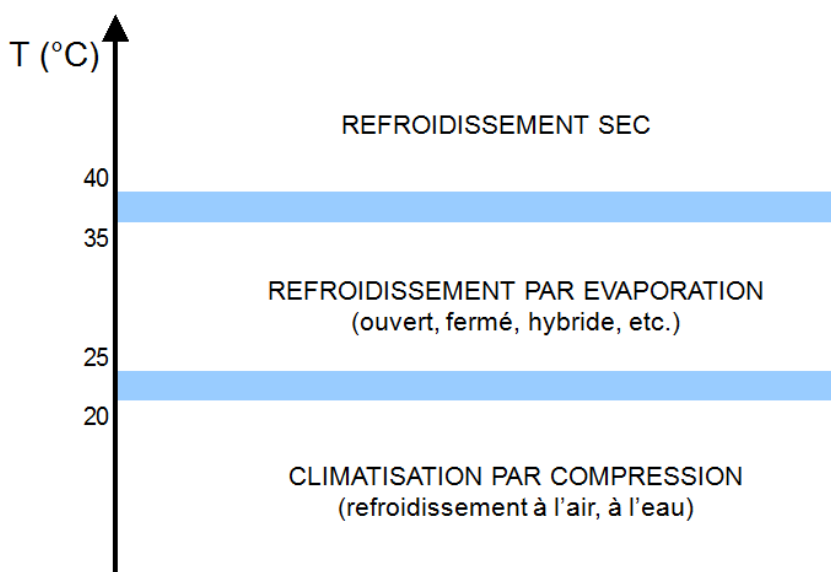 T (°C)
REFROIDISSEMENT SEC
40
35
REFROIDISSEMENT PAR EVAPORATION
(ouvert, fermé, hybride, etc.)
25
20
CLIMATISATION PAR COMPRESSION
(refroidissement à l’air, à l’eau)